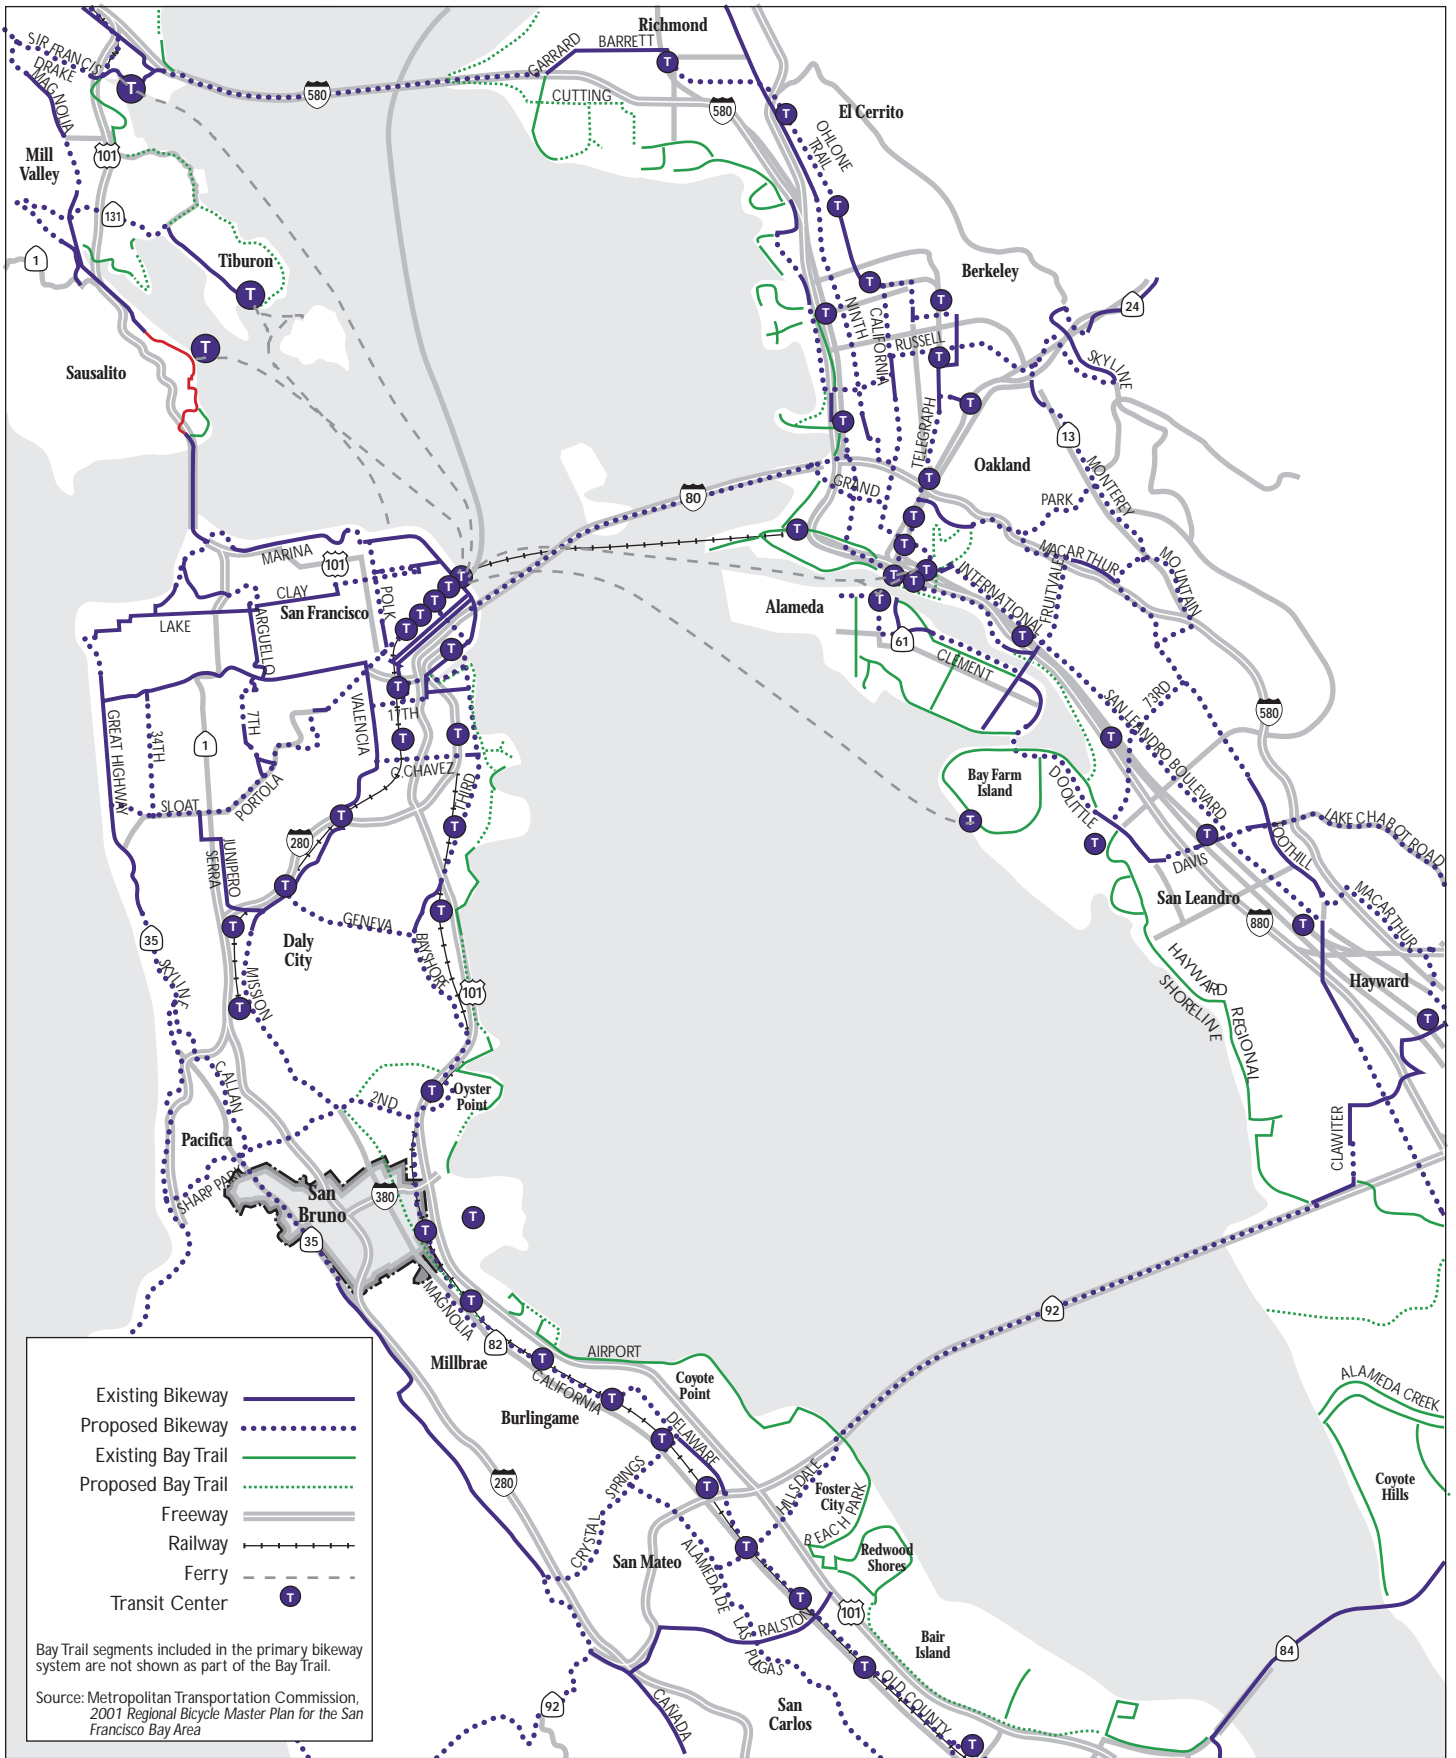 Richmond
SIR FRANCIS
DRAKE
MAGNOLIA
GARRARD
BARRETT
T
580
CUTTING
580
El Cerrito
OHLONE
TRAIL
Mill
Valley
101
131
1
Tiburon
Berkeley
24
NINTH
CALIFORNIA
RUSSELL
SKYLINE
Sausalito
TELEGRAPH
13
Oakland
MONTEREY
PARK
GRAND
80
MARINA
101
MACARTHUR
MOUNTAIN
CLAY
San Francisco
POLK
INTERNATIONAL
FRUITVALE
Alameda
LAKE
ARGUELLO
61
CLEMENT
GREAT HIGHWAY
34TH
7TH
VALENCIA
17TH
1
SAN LEANDRO BOULEVARD
73RD
580
C.CHAVEZ
THIRD
Bay Farm
Island
DOOLITTLE
SLOAT
PORTOLA
280
JUNIPERO
SERRA
LAKE CHABOT ROAD
FOOTHILL
DAVIS
San Leandro
MACARTHUR
880
GENEVA
Daly
City
35
BAYSHORE
SKYLINE
MISSION
101
HAYWARD
REGIONAL
SHORELINE
Hayward
CALLAN
2ND
Oyster
Point
Pacifica
SHARP PARK
San
Bruno
380
35
CLAWITER
92
MAGNOLIA
82
Millbrae
AIRPORT
CALIFORNIA
Coyote
Point
Burlingame
DELAWARE
ALAMEDA CREEK
280
SPRINGS
CRYSTAL
HILLSDALE
Foster
City
BEACH PARK
Coyote
Hills
San Mateo
Redwood
Shores
ALAMEDA DE
LAS PULGAS
RALSTON
101
Bair
Island
84
OLD COUNTY
San
Carlos
92
CAÑADA
Existing Bikeway
Proposed Bikeway
Existing Bay Trail
Proposed Bay Trail
Freeway
Railway
Ferry
Transit Center T
Bay Trail segments included in the primary bikeway
system are not shown as part of the Bay Trail.
Source: Metropolitan Transportation Commission,
2001 Regional Bicycle Master Plan for the San
Francisco Bay Area